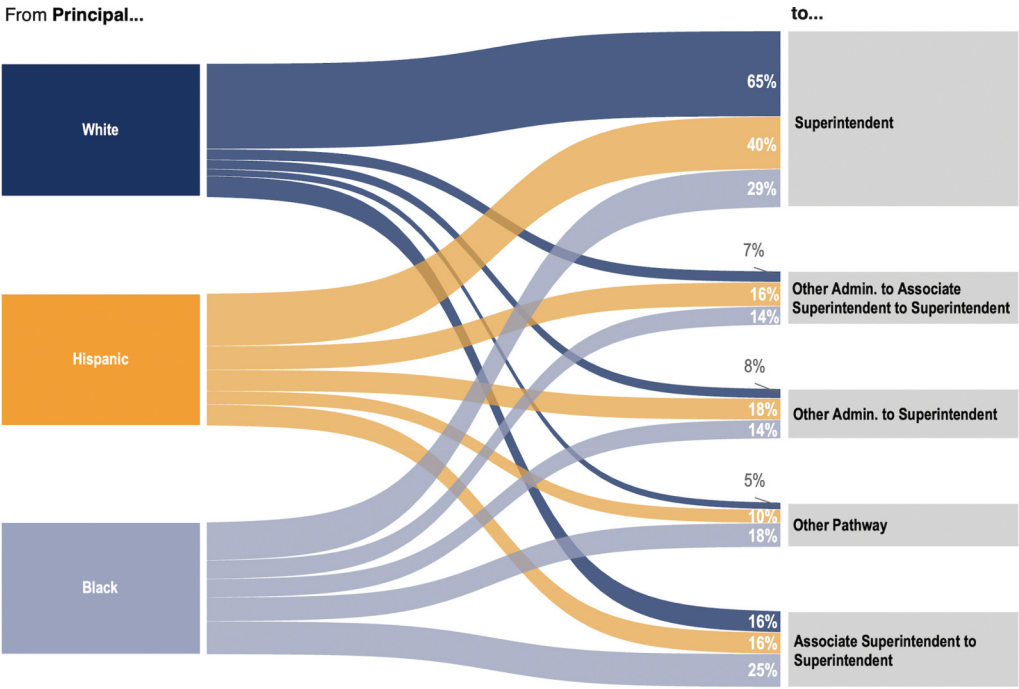 From Principal...
to...
White
65%
Superintendent
40%
29%
7%
Other Admin. to Associate
Superintendent to Superintendent
16%
14%
Hispanic
8%
Other Admin. to Superintendent
18%
14%
5%
Other Pathway
10%
18%
Black
16%
Associate Superintendent to
Superintendent
16%
25%